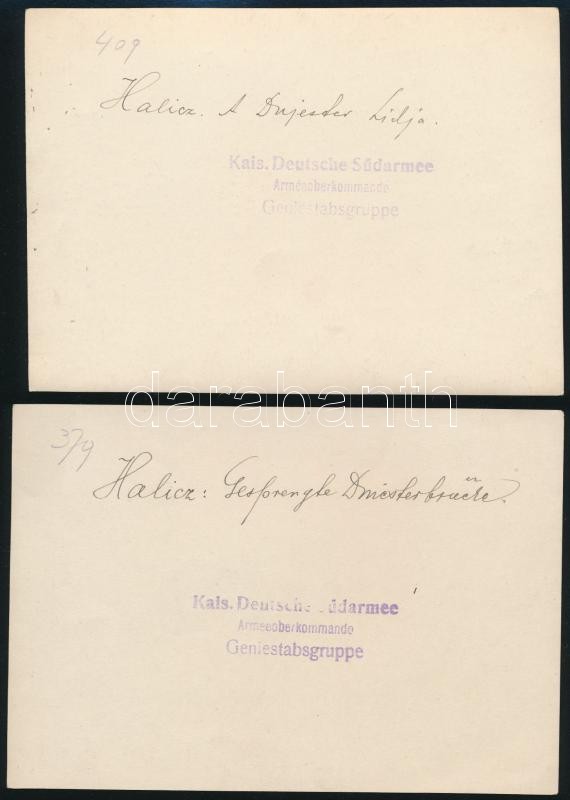 409
Halicz. A Dnjester hidja.
Kais. Deutsche Südarmee
Armeeoberkommando
Geniestabsgruppe
darabanth
379
Halicz: Gesprengte Dniesterbrücke.
Kais. Deutsche Südarmee
Armeeoberkommando
Geniestabsgruppe